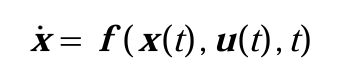 ẋ = f(x(t), u(t), t)